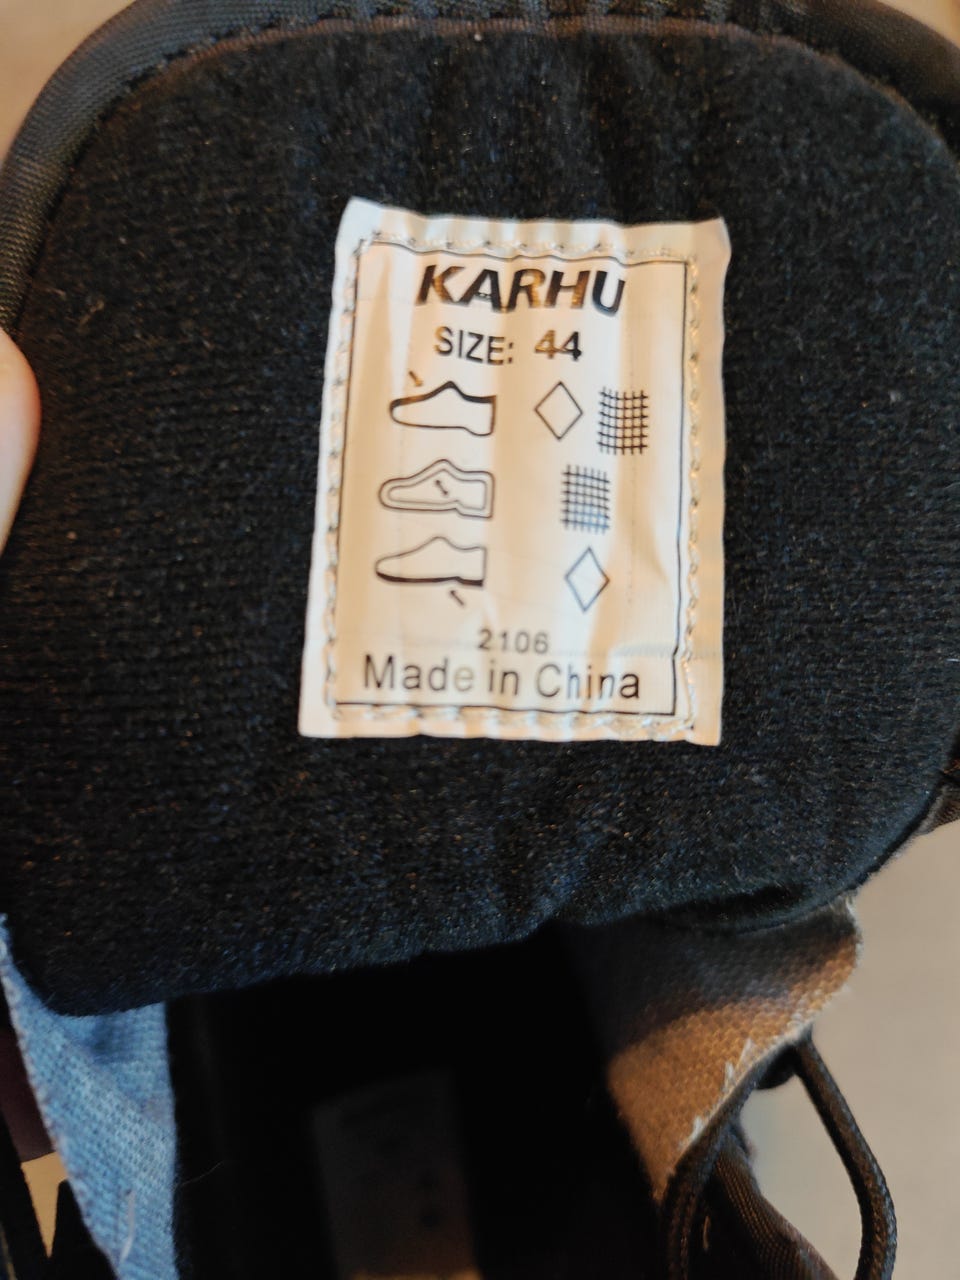 KARHU
SIZE: 44
2106
Made in China